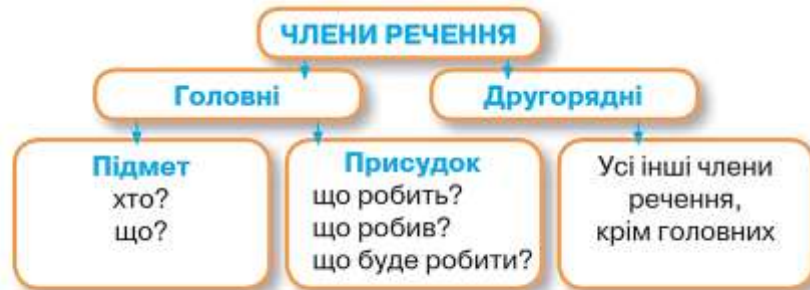 ЧЛЕНИ РЕЧЕННЯ
Головні
Другорядні
Підмет
хто?
що?
Присудок
що робить?
що робив?
що буде робити?
Усі інші члени
речення,
крім головних